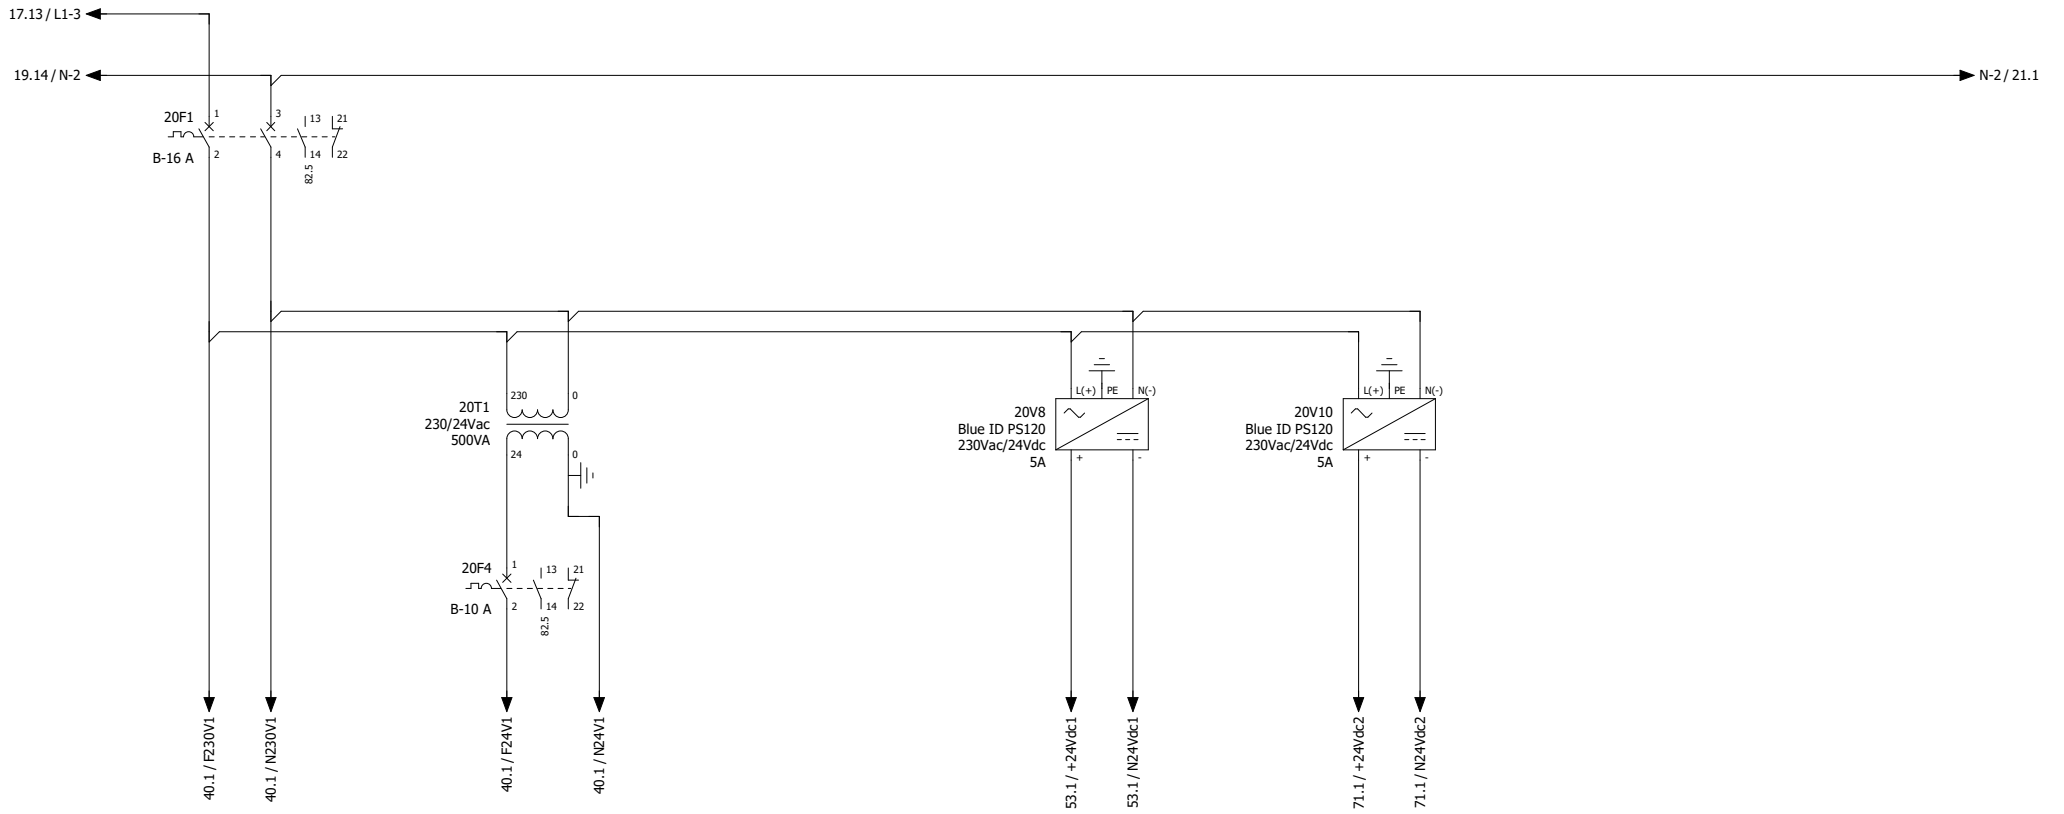 17.13 / L1-3
19.14 / N-2
N-2 / 21.1
20F1
B-16 A
1
2
3
4
13
14
82.5
21
22
20T1
230/24Vac
500VA
230
0
24
0
20F4
B-10 A
1
2
13
14
82.5
21
22
L(+) PE N(-)
20V8
Blue ID PS120
230Vac/24Vdc
5A
+ -
L(+) PE N(-)
20V10
Blue ID PS120
230Vac/24Vdc
5A
+ -
40.1 / F230V1
40.1 / N230V1
40.1 / F24V1
40.1 / N24V1
53.1 / +24Vdc1
53.1 / N24Vdc1
71.1 / +24Vdc2
71.1 / N24Vdc2